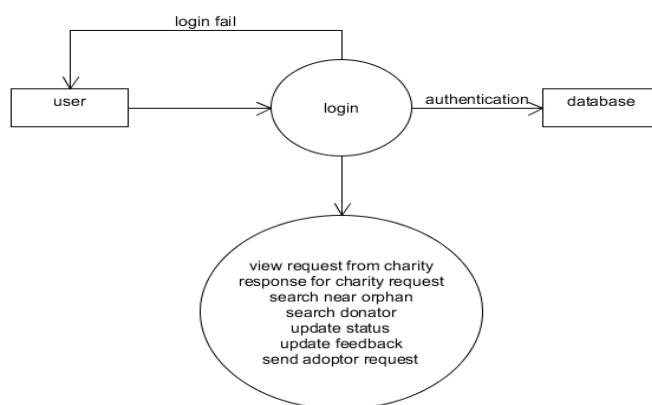 login fail
user
login
authentication
database
view request from charity
response for charity request
search near orphan
search donator
update status
update feedback
send adoptor request